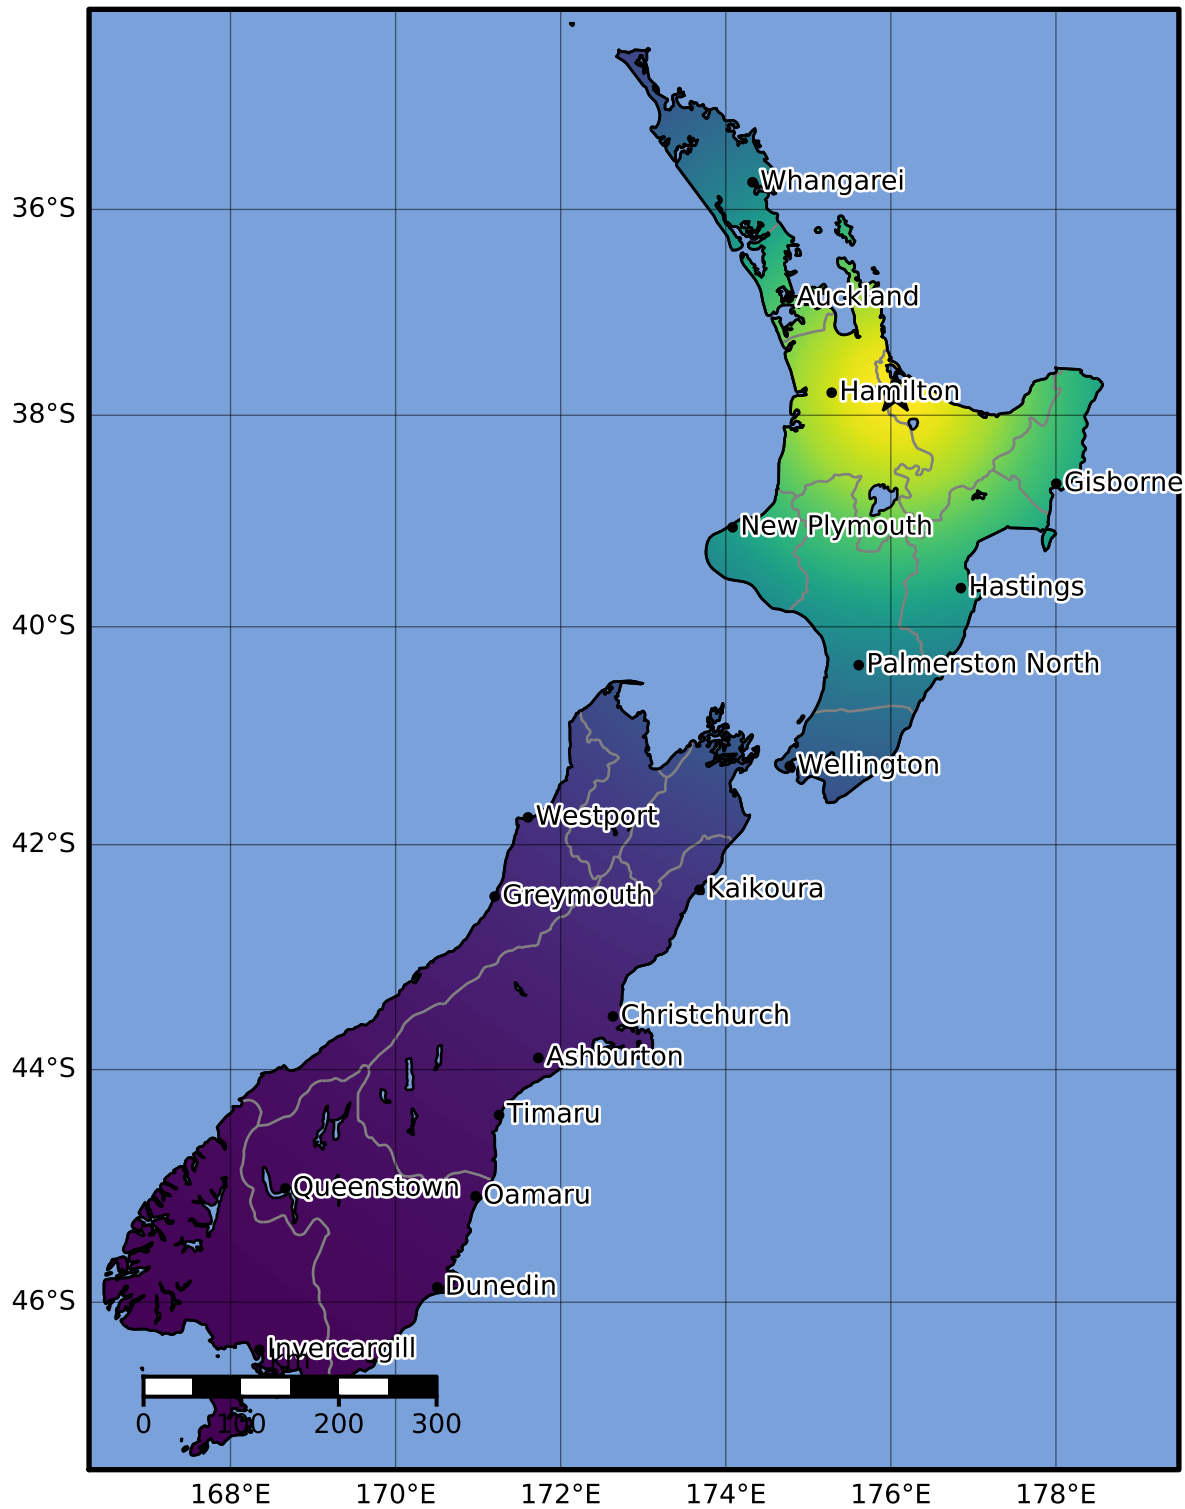 Whangarei
36°S
Auckland
Hamilton
38°S
Gisborne
New Plymouth
Hastings
40°S
Palmerston North
Wellington
Westport
42°S
Kaikoura
Greymouth
Christchurch
Ashburton
44°S
Timaru
Queenstown
Oamaru
Dunedin
46°S
Invercargill
km
0 100 200 300
168°E 170°E 172°E 174°E 176°E 178°E